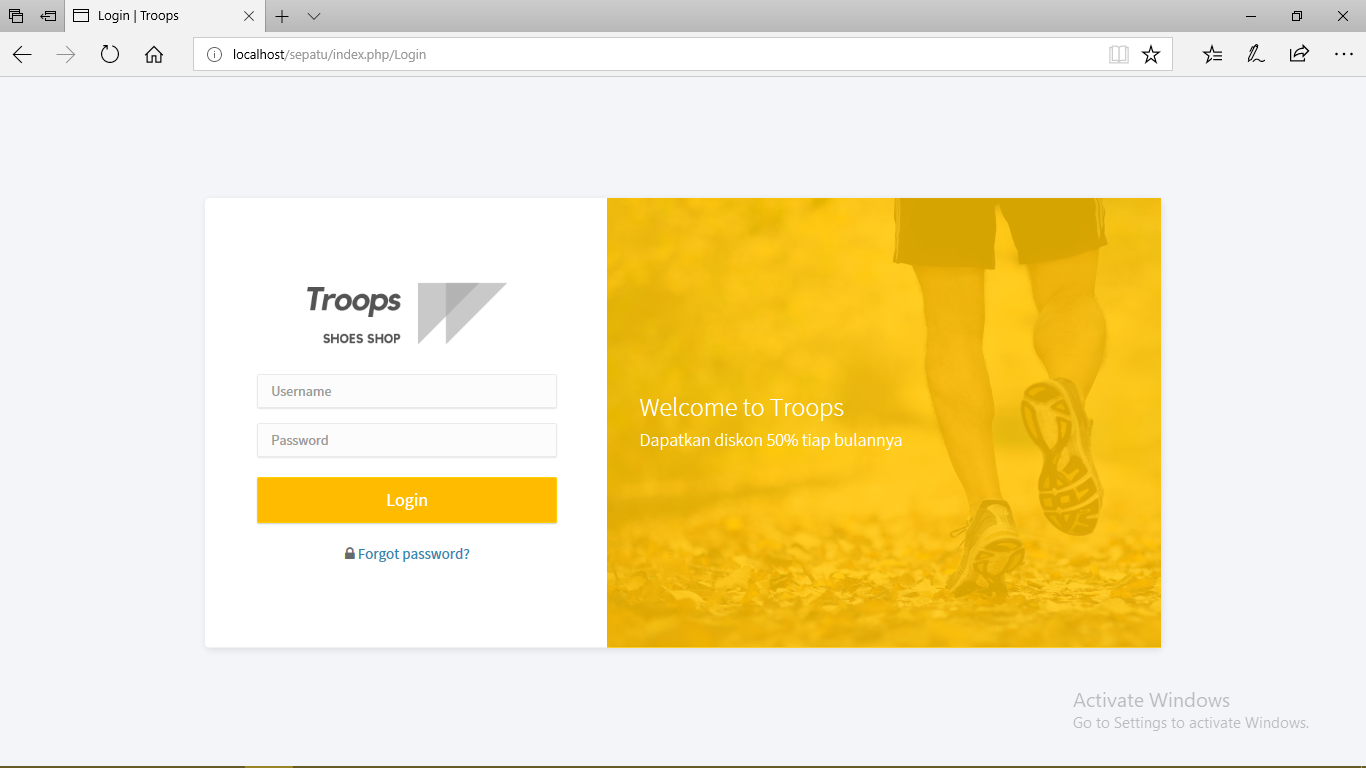 Login | Troops
localhost/sepatu/index.php/Login
Troops
SHOES SHOP
Username
Password
Login
Forgot password?
Welcome to Troops
Dapatkan diskon 50% tiap bulannya
Activate Windows
Go to Settings to activate Windows.